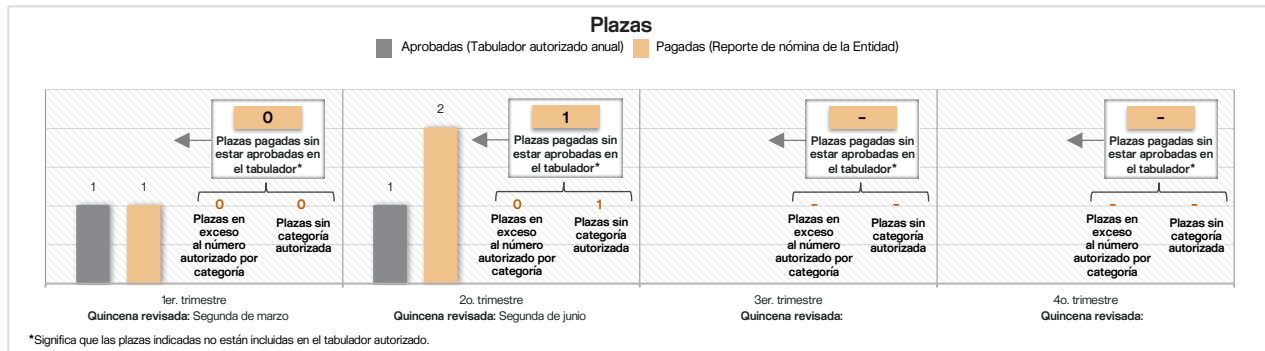 Plazas
Aprobadas (Tabulador autorizado anual) Pagadas (Reporte de nómina de la Entidad)
0
Plazas pagadas sin
estar aprobadas en
el tabulador*
1 1
0 0
Plazas en
exceso
al número
autorizado por
categoría
Plazas sin
categoría
autorizada
1er. trimestre
Quincena revisada: Segunda de marzo
2
1
Plazas pagadas sin
estar aprobadas en
el tabulador*
1
0 1
Plazas en
exceso
al número
autorizado por
categoría
Plazas sin
categoría
autorizada
2o. trimestre
Quincena revisada: Segunda de junio
-
Plazas pagadas sin
estar aprobadas en
el tabulador*
- -
Plazas en
exceso
al número
autorizado por
categoría
Plazas sin
categoría
autorizada
3er. trimestre
Quincena revisada:
-
Plazas pagadas sin
estar aprobadas en
el tabulador*
- -
Plazas en
exceso
al número
autorizado por
categoría
Plazas sin
categoría
autorizada
4o. trimestre
Quincena revisada:
*Significa que las plazas indicadas no están incluidas en el tabulador autorizado.